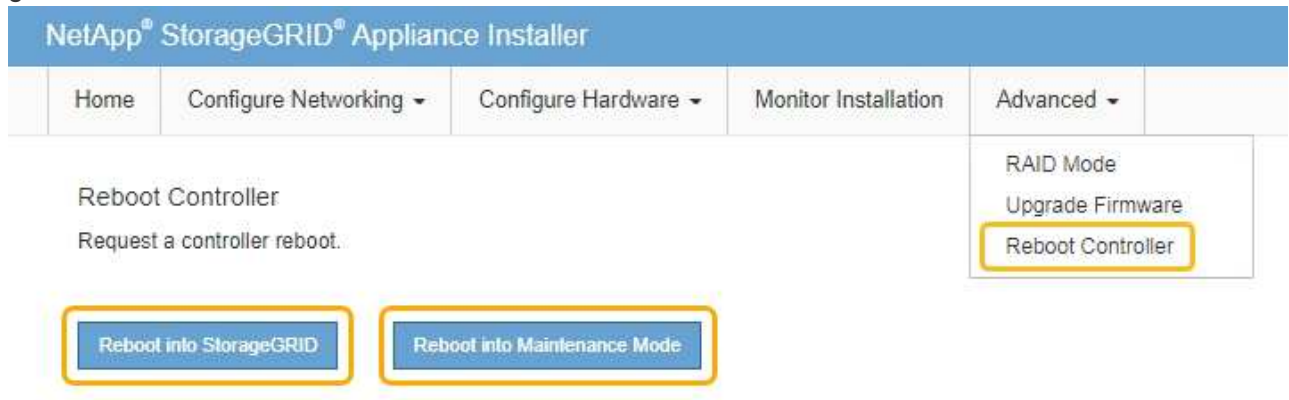 NetApp® StorageGRID® Appliance Installer
Home Configure Networking Configure Hardware Monitor Installation Advanced
RAID Mode
Upgrade Firmware
Reboot Controller
Reboot Controller
Request a controller reboot.
Reboot into StorageGRID Reboot into Maintenance Mode